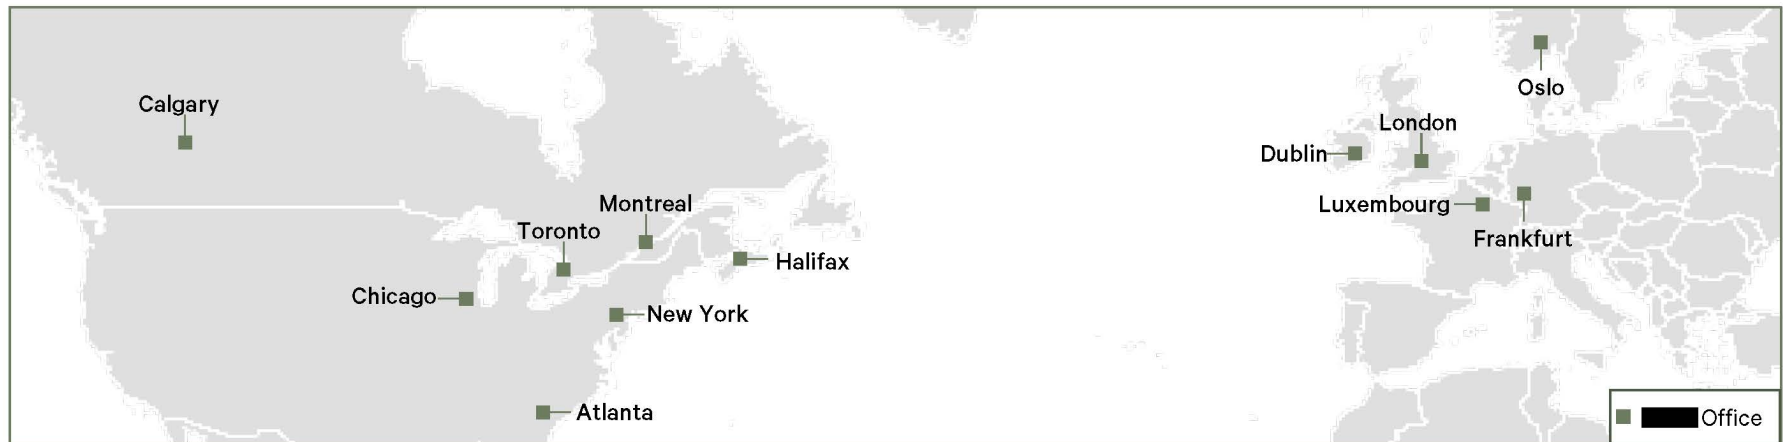 Calgary
Oslo
London
Dublin
Montreal
Luxembourg
Toronto
Frankfurt
Halifax
Chicago
New York
Atlanta
Office